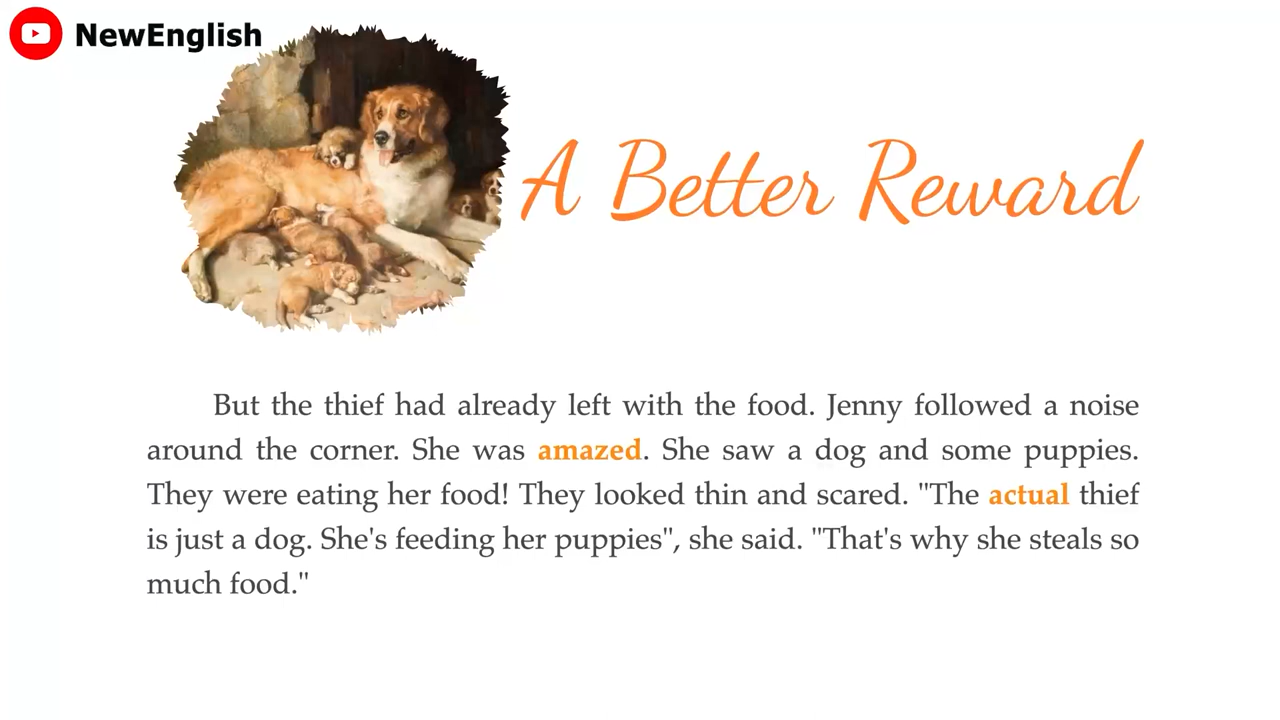 NewEnglish
A Better Reward
But the thief had already left with the food. Jenny followed a noise
around the corner. She was amazed. She saw a dog and some puppies.
They were eating her food! They looked thin and scared. "The actual thief
is just a dog. She's feeding her puppies", she said. "That's why she steals so
much food."